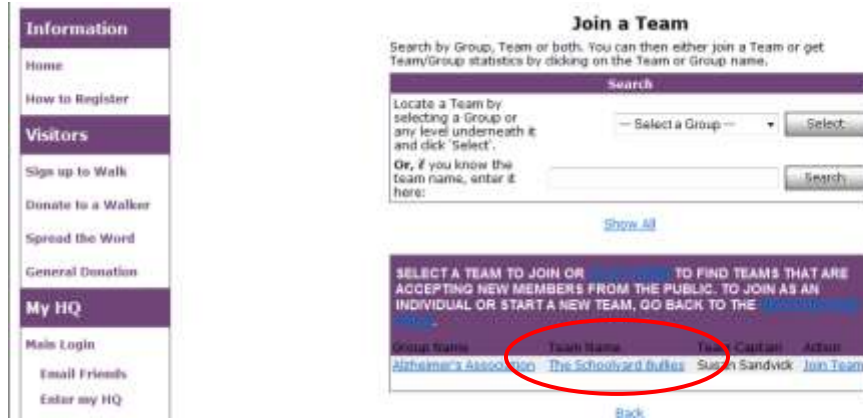 Information
Home
How to Register
Visitors
Sign up to Walk
Donate to a Walker
Spread the Word
General Donation
My HQ
Main Login
Email Friends
Enter my HQ
Join a Team
Search by Group, Team or both. You can then either join a Team or get
Team/Group statistics by clicking on the Team or Group name.
Search
Locate a Team by
selecting a Group or
any level underneath it
and click 'Select'.
-- Select a Group --
Select
Or, if you know the
team name, enter it
here:
Search
Show All
SELECT A TEAM TO JOIN OR TO FIND TEAMS THAT ARE
ACCEPTING NEW MEMBERS FROM THE PUBLIC. TO JOIN AS AN
INDIVIDUAL OR START A NEW TEAM, GO BACK TO THE
Group Name Team Name Team Captain Action
Alzheimer's Association The Schoolyard Bullies Susan Sandvick Join Team
Back